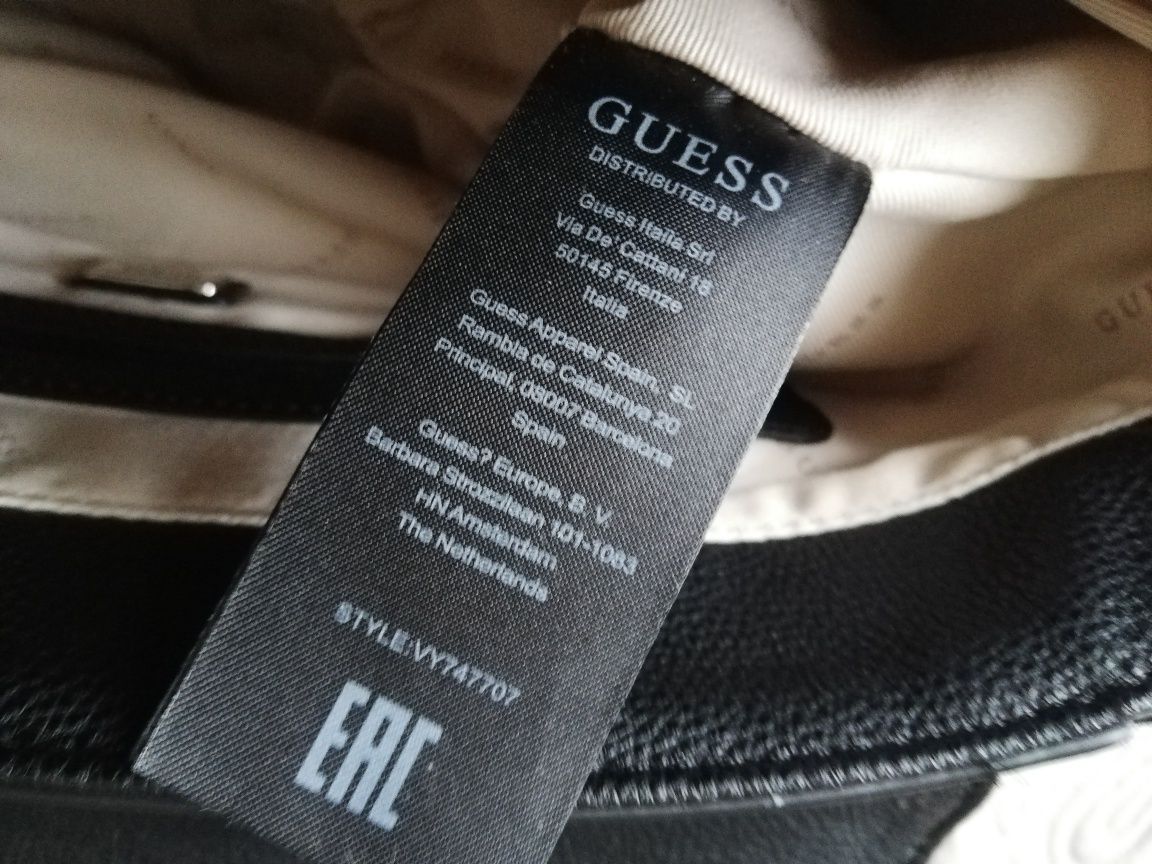 GUESS
DISTRIBUTED BY
Guess Italia Srl
Via De' Cattani 18
50145 Firenze
Italia
Guess Apparel Spain, SL
Rambla de Catalunya 20
Principal, 08007 Barcelona
Spain
Guess? Europe, B.V.
Barbara Strozzilaan 101-1083
HN Amsterdam
The Netherlands
STYLE:VY747707
EAC
GU